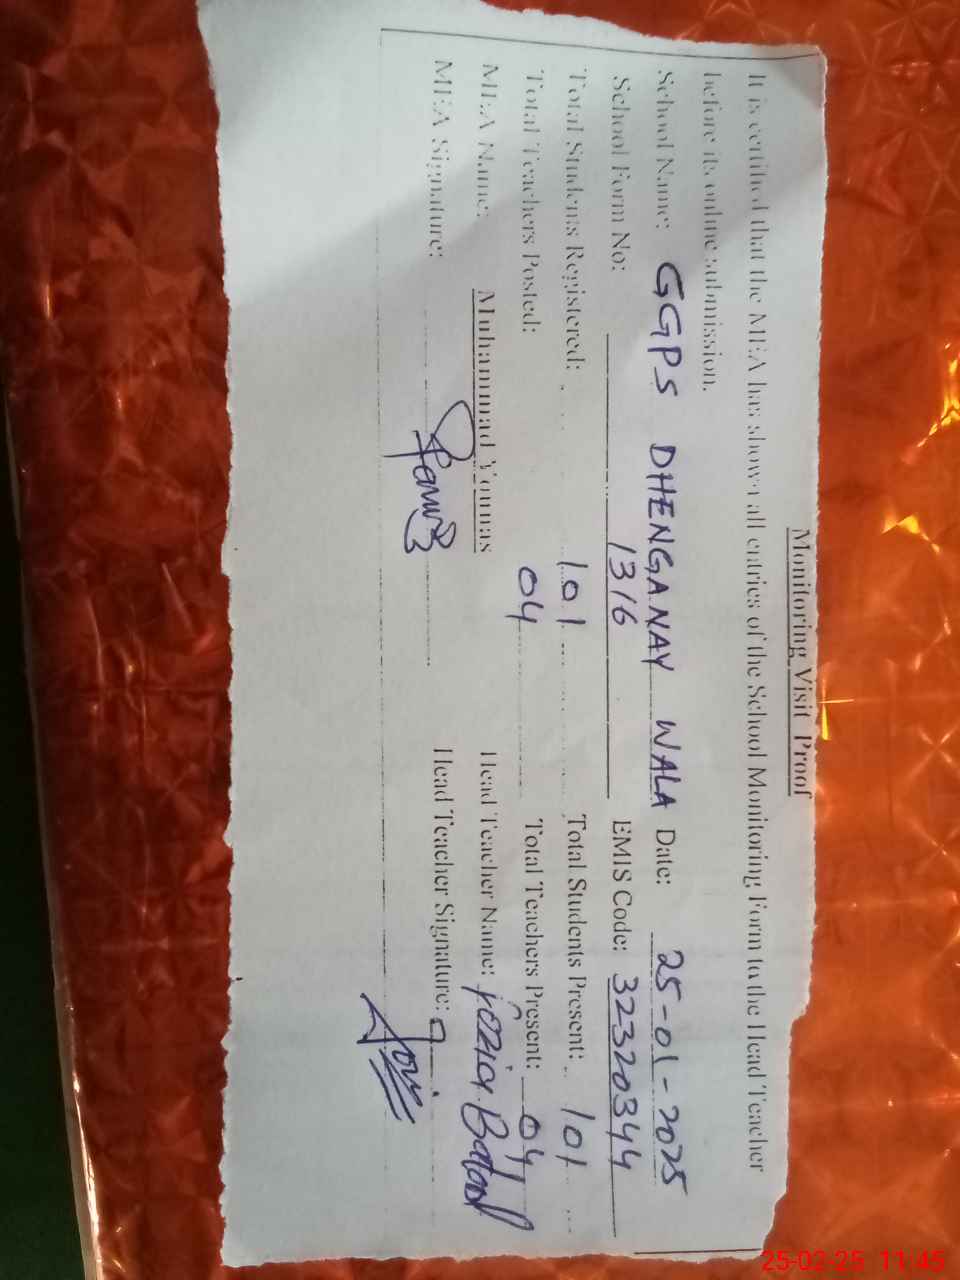 Monitoring Visit Proof
It is certified that the MEA has shown all entries of the School Monitoring Form to the Head Teacher
before its online submission.
School Name: GGPS DHENGANAY WALA Date: 25-01-2025
School Form No: 1316 EMIS Code: 32320344
Total Students Registered: 101 Total Students Present: 101
Total Teachers Posted: 04 Total Teachers Present: 04
MEA Name: Muhammad Younas Head Teacher Name: Fozia Batool
MEA Signature: Head Teacher Signature:
25-02-25 11:45